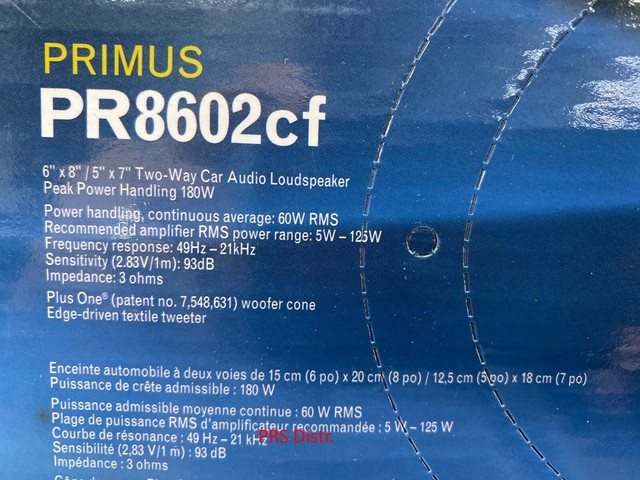 PRIMUS
PR8602cf
6" x 8" / 5" x 7" Two-Way Car Audio Loudspeaker
Peak Power Handling 180W
Power handling, continuous average: 60W RMS
Recommended amplifier RMS power range: 5W – 125W
Frequency response: 49Hz – 21kHz
Sensitivity (2.83V/1m): 93dB
Impedance: 3 ohms
Plus One® (patent no. 7,548,631) woofer cone
Edge-driven textile tweeter
Enceinte automobile à deux voies de 15 cm (6 po) x 20 cm (8 po) / 12,5 cm (5 po) x 18 cm (7 po)
Puissance de crête admissible : 180 W
Puissance admissible moyenne continue : 60 W RMS
Plage de puissance RMS d'amplificateur recommandée : 5 W – 125 W
Courbe de résonance : 49 Hz – 21 kHz
PRS Distr.
Sensibilité (2,83 V/1 m) : 93 dB
Impédance : 3 ohms